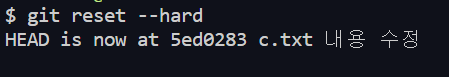 $ git reset --hard
HEAD is now at 5ed0283 c.txt 내용 수정